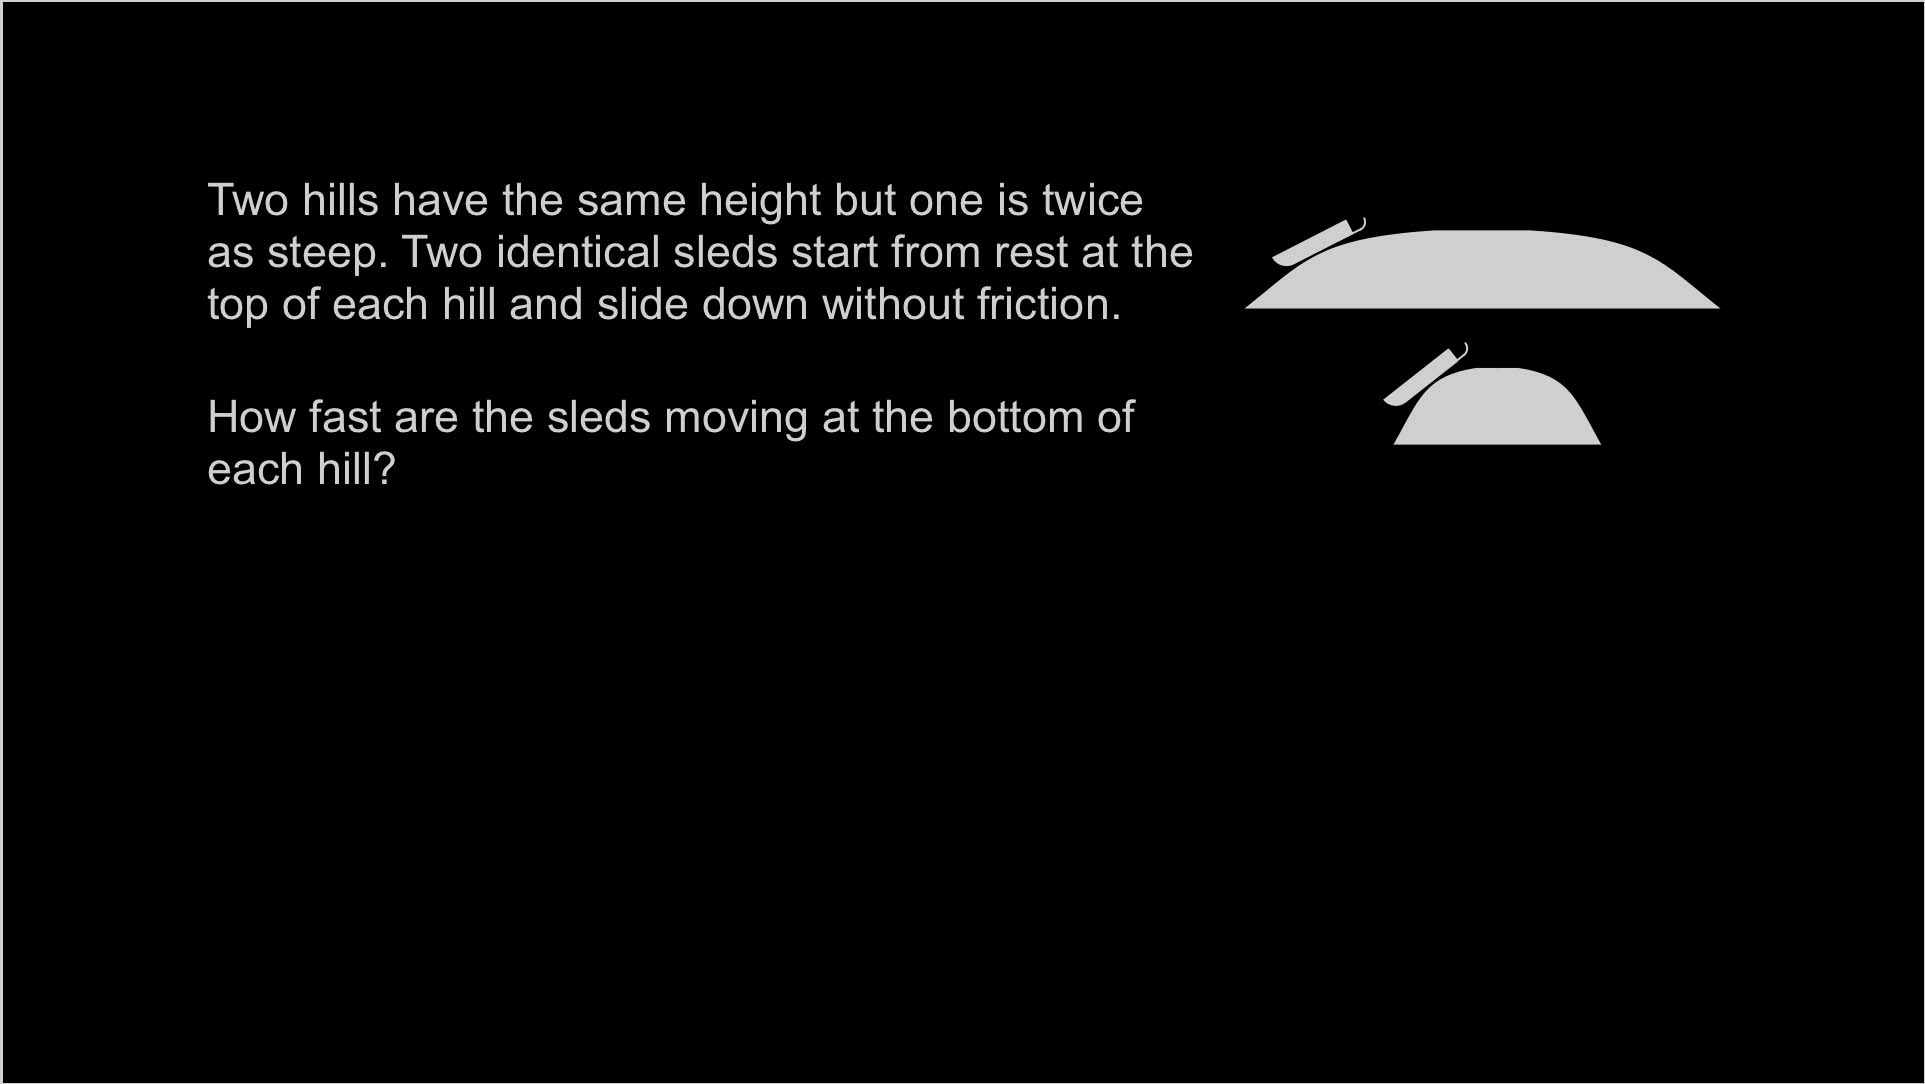 Two hills have the same height but one is twice
as steep. Two identical sleds start from rest at the
top of each hill and slide down without friction.
How fast are the sleds moving at the bottom of
each hill?